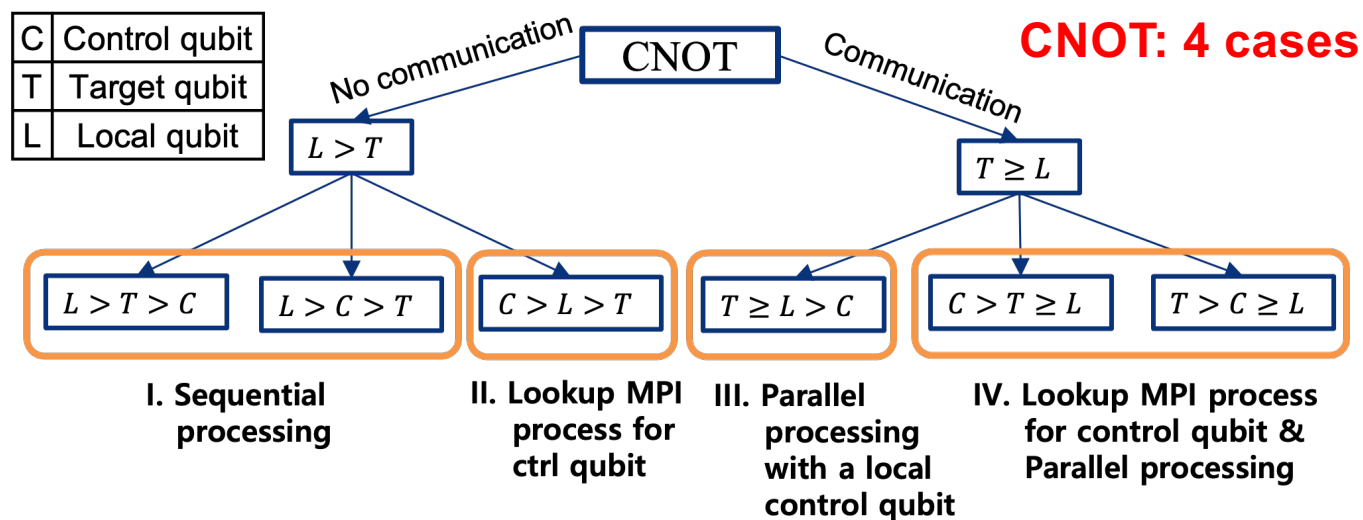 C Control qubit
T Target qubit
L Local qubit
No communication
CNOT
Communication
CNOT: 4 cases
L > T
T ≥ L
L > T > C
L > C > T
C > L > T
T ≥ L > C
C > T ≥ L
T > C ≥ L
I. Sequential
processing
II. Lookup MPI
process for
ctrl qubit
III. Parallel
processing
with a local
control qubit
IV. Lookup MPI process
for control qubit &
Parallel processing